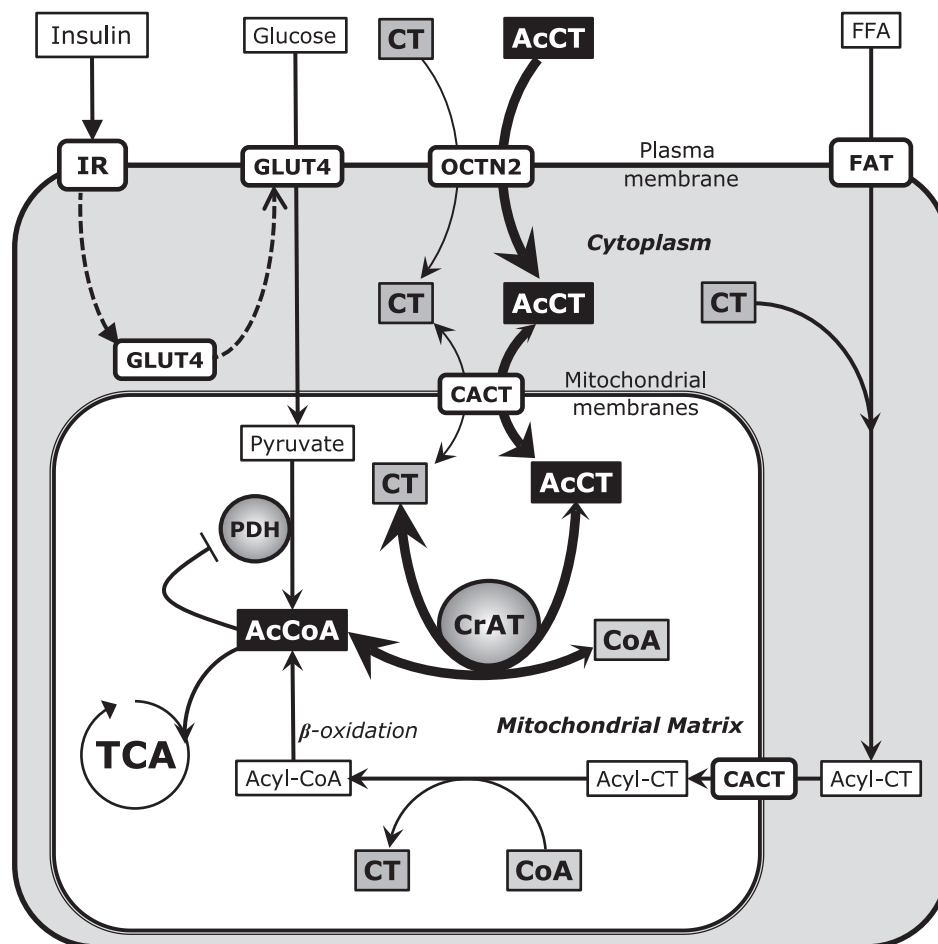 Insulin
Glucose
CT
AcCT
FFA
IR
GLUT4
OCTN2
Plasma
membrane
FAT
Cytoplasm
CT
AcCT
CT
GLUT4
CACT
Mitochondrial
membranes
Pyruvate
CT
AcCT
PDH
CrAT
AcCoA
CoA
TCA
β-oxidation
Mitochondrial Matrix
Acyl-CoA
Acyl-CT
CACT
Acyl-CT
CT
CoA